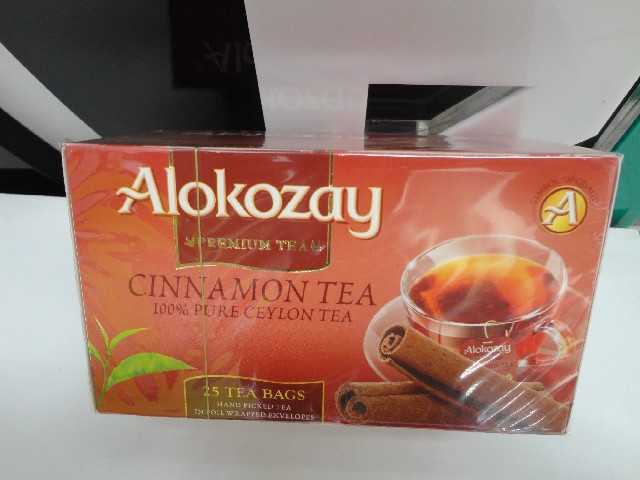 Alokozay
PREMIUM TEA
CINNAMON TEA
100% PURE CEYLON TEA
A
Alokozay
25 TEA BAGS
HAND PICKED TEA
IN FOIL WRAPPED ENVELOPES